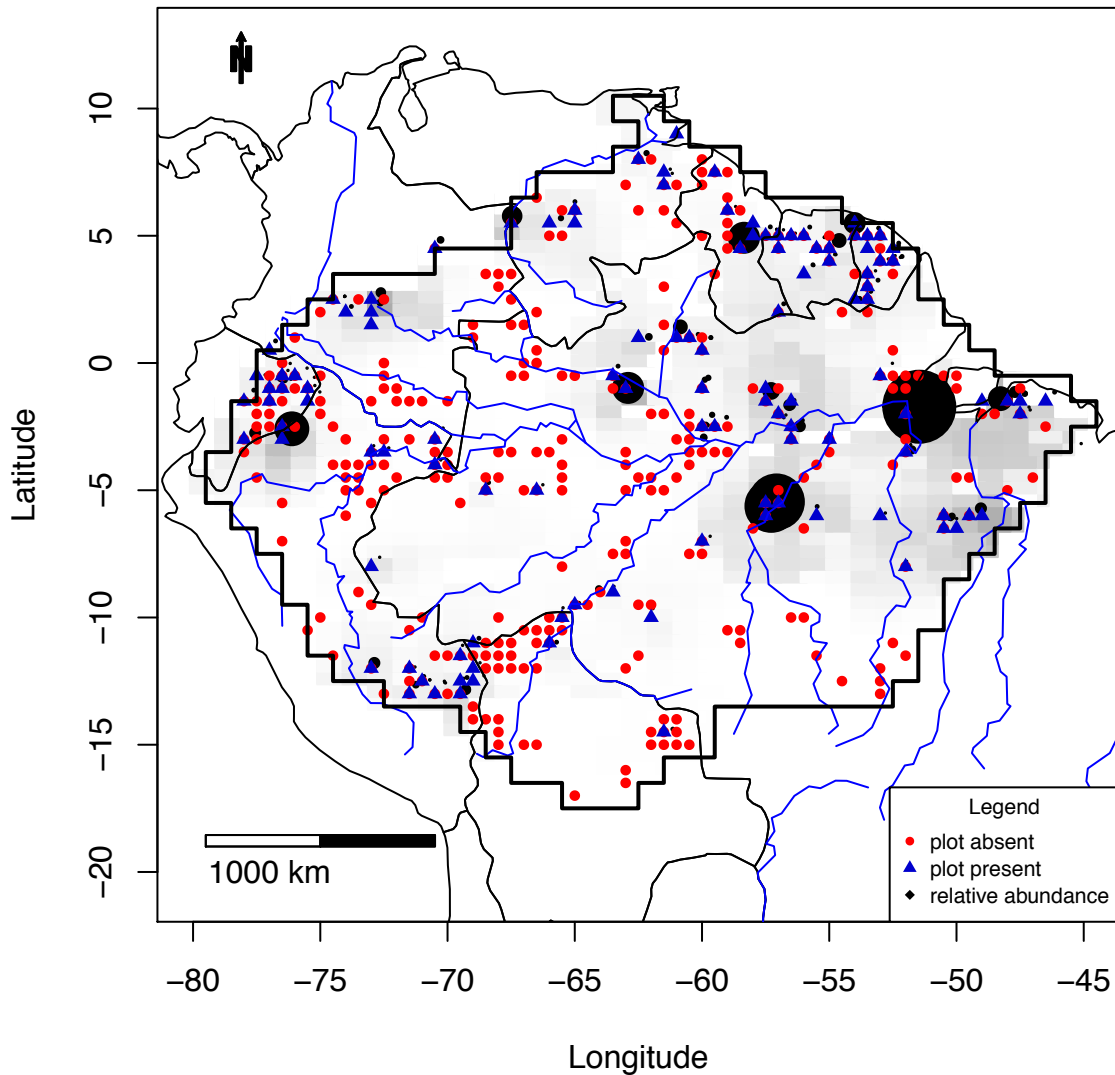 N
Latitude
10
5
0
−5
−10
−15
−20
1000 km
Legend
plot absent
plot present
relative abundance
−80 −75 −70 −65 −60 −55 −50 −45
Longitude